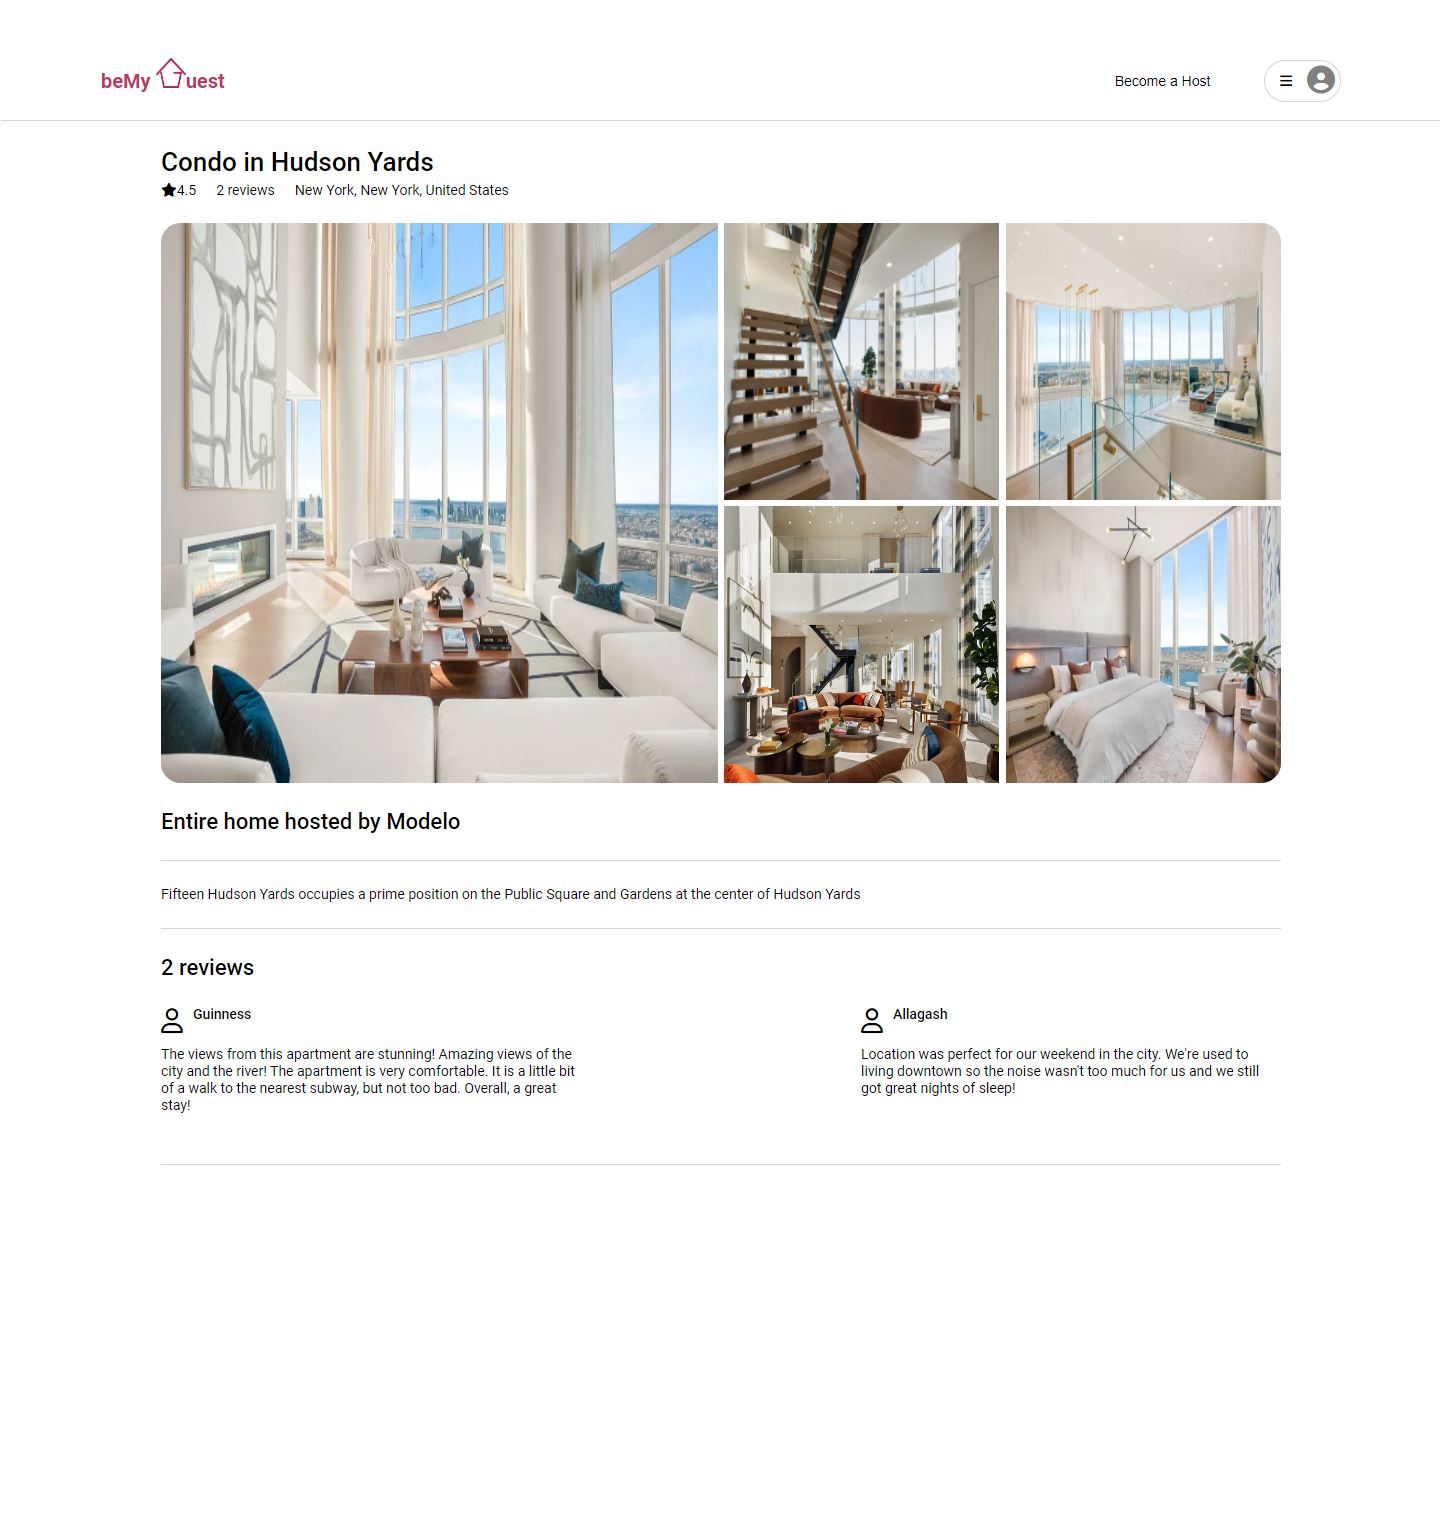 beMy Guest
Become a Host
Condo in Hudson Yards
4.5 2 reviews New York, New York, United States
Entire home hosted by Modelo
Fifteen Hudson Yards occupies a prime position on the Public Square and Gardens at the center of Hudson Yards
2 reviews
Guinness
The views from this apartment are stunning! Amazing views of the
city and the river! The apartment is very comfortable. It is a little bit
of a walk to the nearest subway, but not too bad. Overall, a great
stay!
Allagash
Location was perfect for our weekend in the city. We're used to
living downtown so the noise wasn't too much for us and we still
got great nights of sleep!